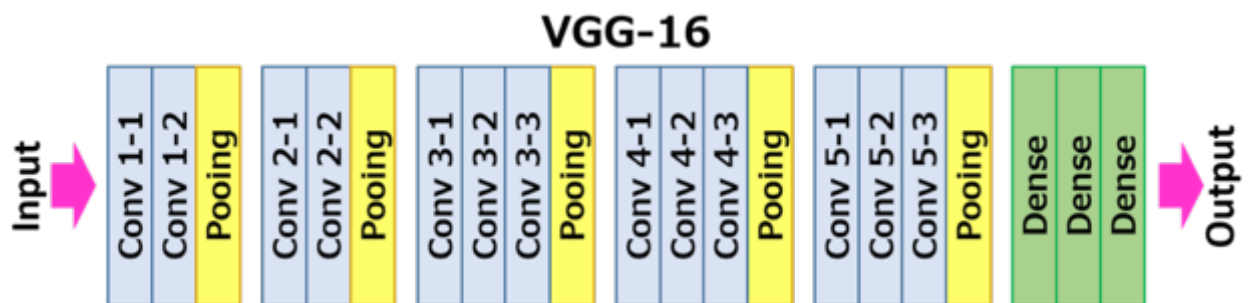 VGG-16
Input
Conv 1-1
Conv 1-2
Pooing
Conv 2-1
Conv 2-2
Pooing
Conv 3-1
Conv 3-2
Conv 3-3
Pooing
Conv 4-1
Conv 4-2
Conv 4-3
Pooing
Conv 5-1
Conv 5-2
Conv 5-3
Pooing
Dense
Dense
Dense
Output